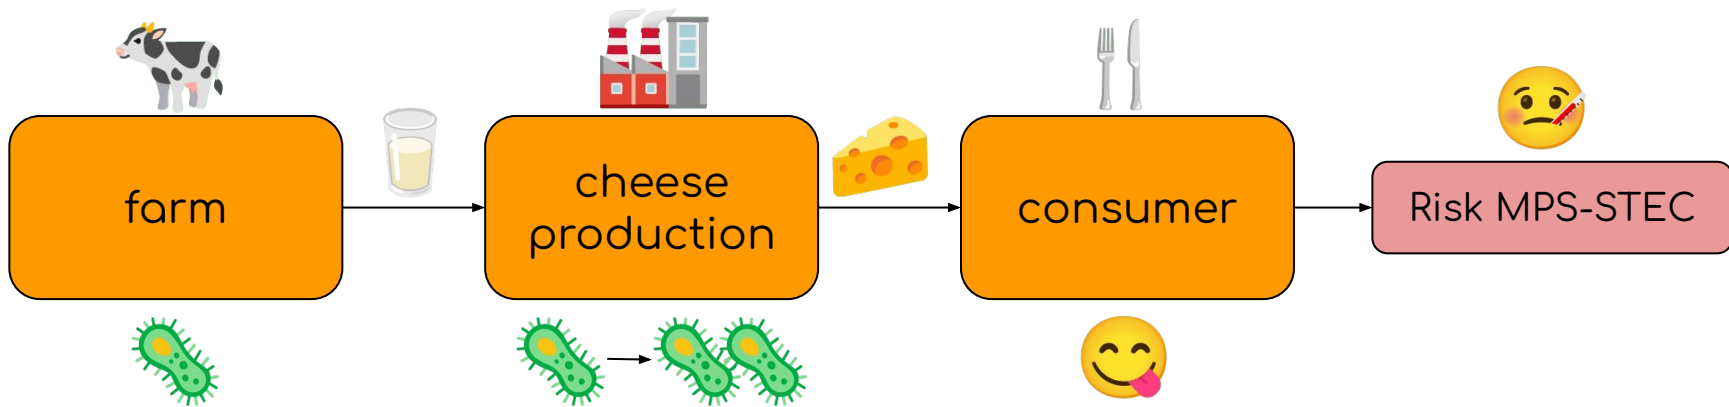 farm
cheese
production
consumer
Risk MPS-STEC